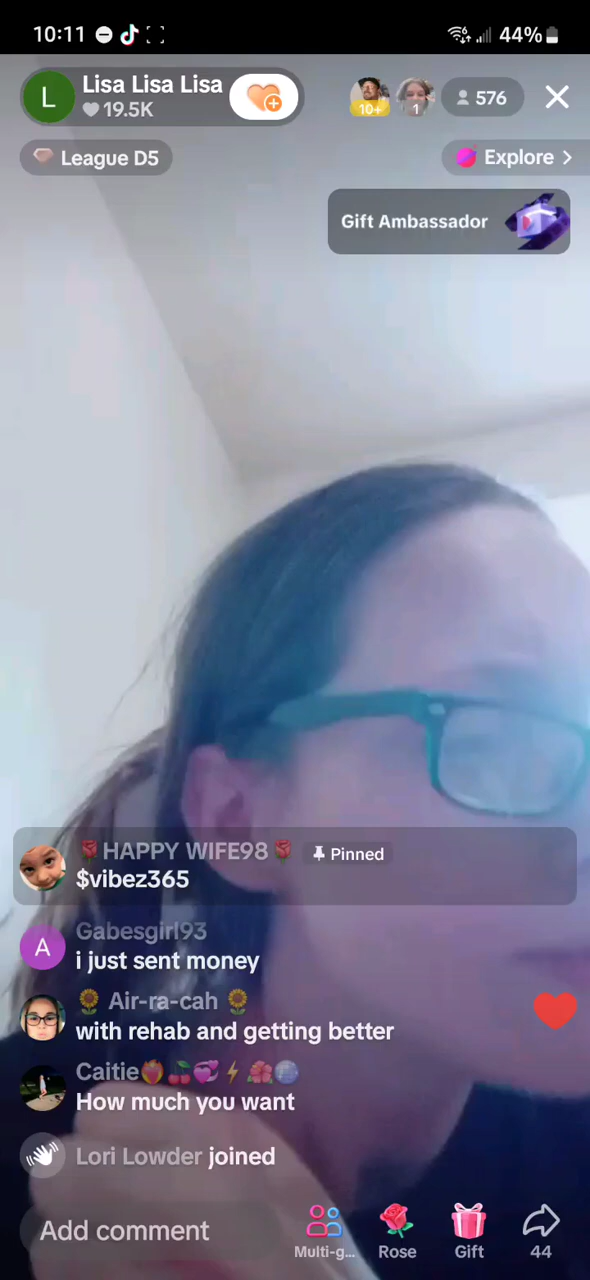 10:11
44%
L
Lisa Lisa Lisa
19.5K
10+
1
576
League D5
Explore >
Gift Ambassador
🌹HAPPY WIFE98🌹 Pinned
$vibez365
A
Gabesgirl93
i just sent money
🌻 Air-ra-cah 🌻
with rehab and getting better
Caitie❤️‍🔥🍒💞⚡🌺🪩
How much you want
Lori Lowder joined
Add comment
Multi-g...
Rose
Gift
44